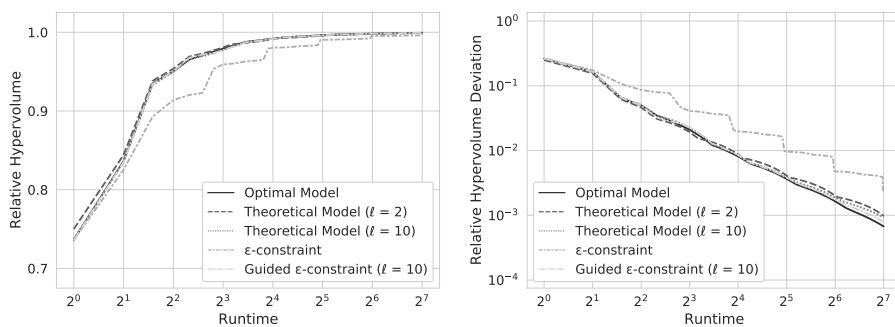 1.0
0.9
0.8
0.7
Relative Hypervolume
Optimal Model
Theoretical Model (ℓ = 2)
Theoretical Model (ℓ = 10)
ε-constraint
Guided ε-constraint (ℓ = 10)
2⁰ 2¹ 2² 2³ 2⁴ 2⁵ 2⁶ 2⁷
Runtime
10⁰
10⁻¹
10⁻²
10⁻³
10⁻⁴
Relative Hypervolume Deviation
Optimal Model
Theoretical Model (ℓ = 2)
Theoretical Model (ℓ = 10)
ε-constraint
Guided ε-constraint (ℓ = 10)
2⁰ 2¹ 2² 2³ 2⁴ 2⁵ 2⁶ 2⁷
Runtime